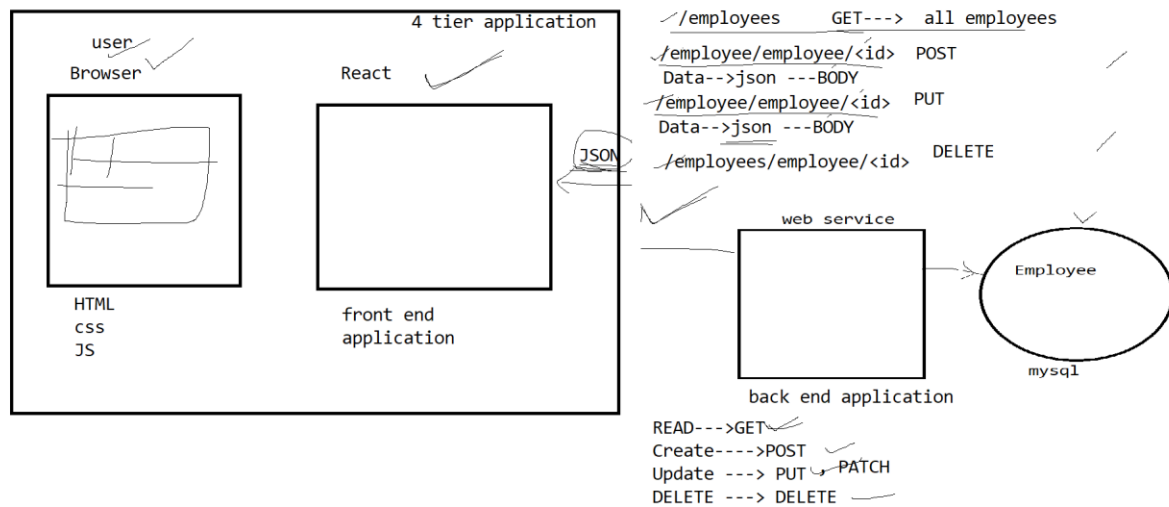 4 tier application
user
Browser
React
HTML
css
JS
front end
application
JSON
/employees GET---> all employees
/employee/employee/<id> POST
Data-->json ---BODY
/employee/employee/<id> PUT
Data-->json ---BODY
/employees/employee/<id> DELETE
web service
Employee
mysql
back end application
READ--->GET
Create---->POST
Update ---> PUT , PATCH
DELETE ---> DELETE